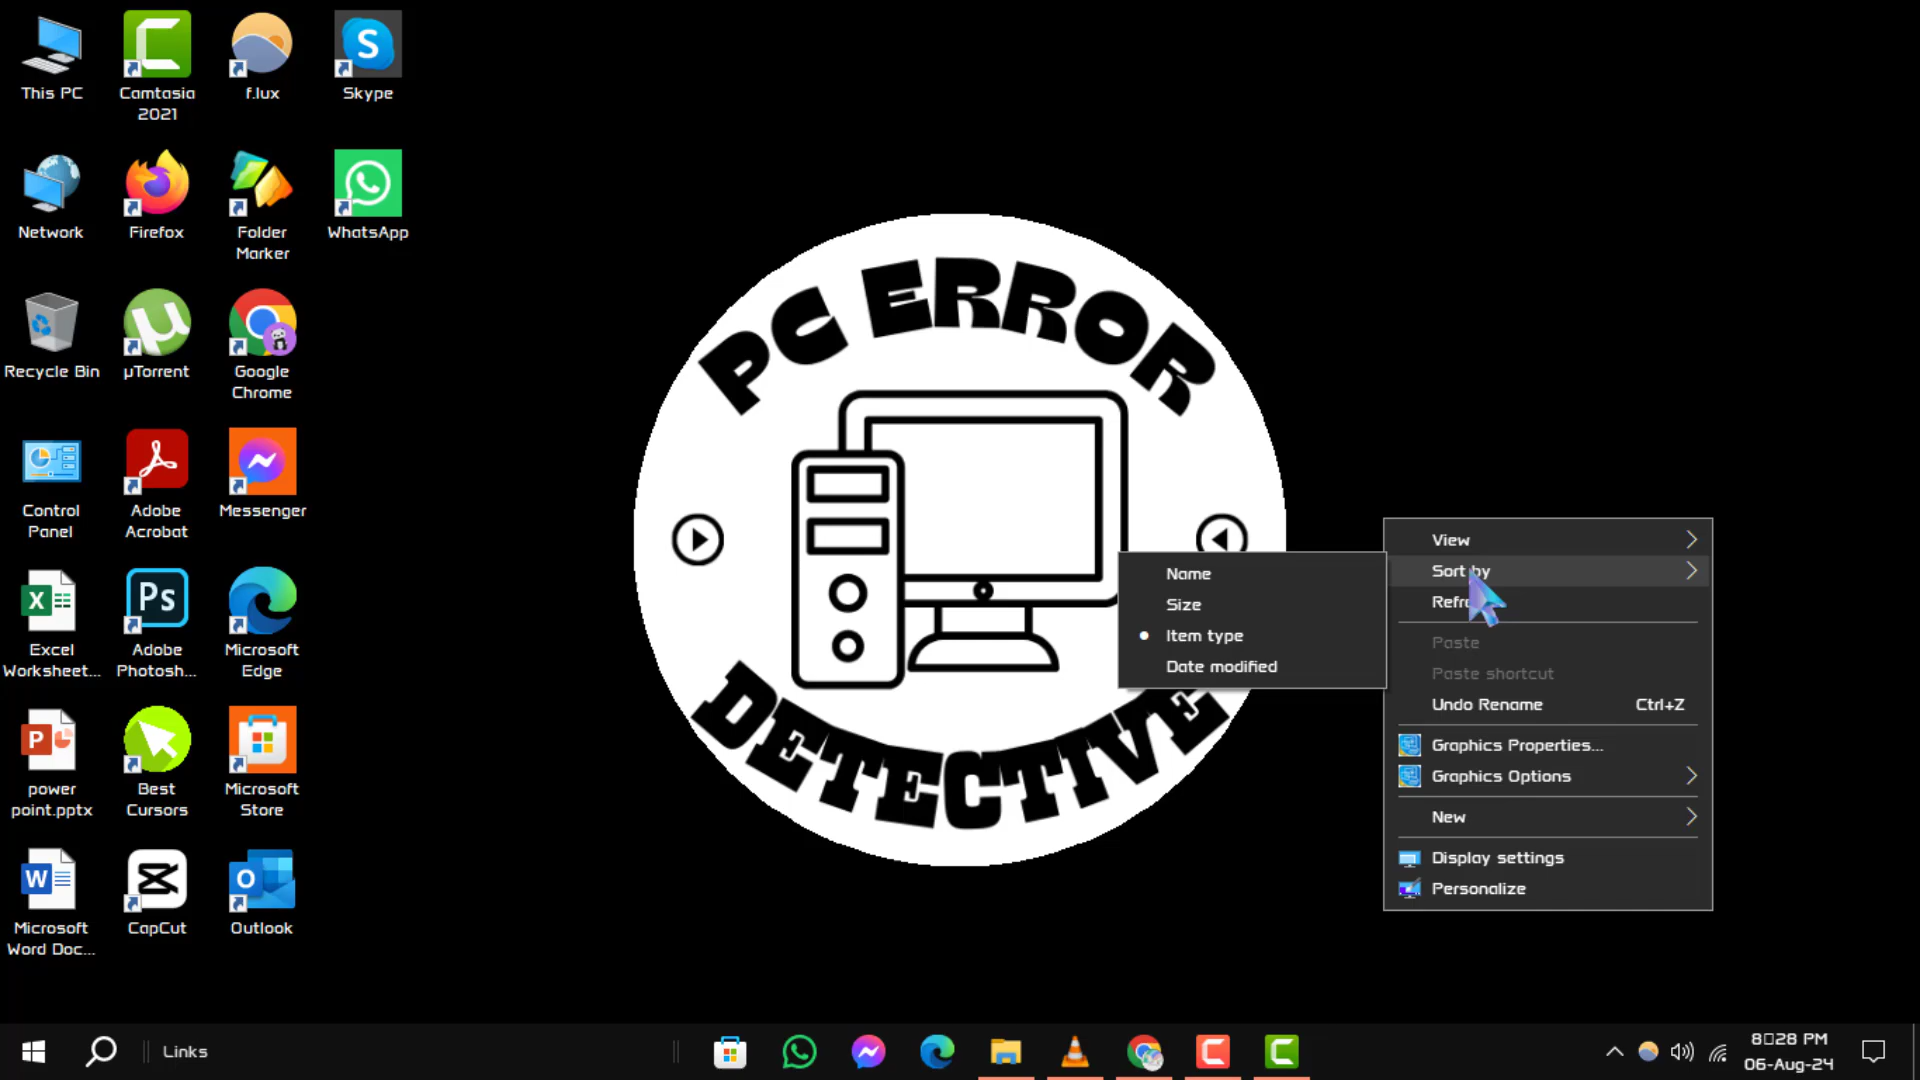 This PC
Camtasia
2021
f.lux
Skype
Network
Firefox
Folder
Marker
WhatsApp
Recycle Bin
µTorrent
Google
Chrome
Control
Panel
Adobe
Acrobat
Messenger
Excel
Worksheet...
Adobe
Photosh...
Microsoft
Edge
power
point.pptx
Best
Cursors
Microsoft
Store
Microsoft
Word Doc...
CapCut
Outlook
PC ERROR
DETECTIVE
Name
Size
Item type
Date modified
View
Sort by
Paste
Paste shortcut
Undo Rename Ctrl+Z
Graphics Properties...
Graphics Options
New
Display settings
Personalize
Links
8□28 PM
06-Aug-24